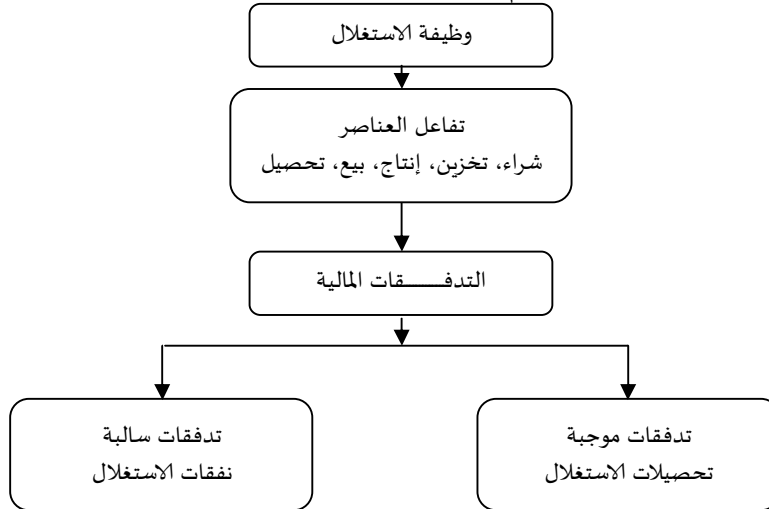 وظيفة الاستغلال
تفاعل العناصر
شراء، تخزين، إنتاج، بيع، تحصيل
التدفـــــــقات المالية
تدفقات موجبة
تحصيلات الاستغلال
تدفقات سالبة
نفقات الاستغلال